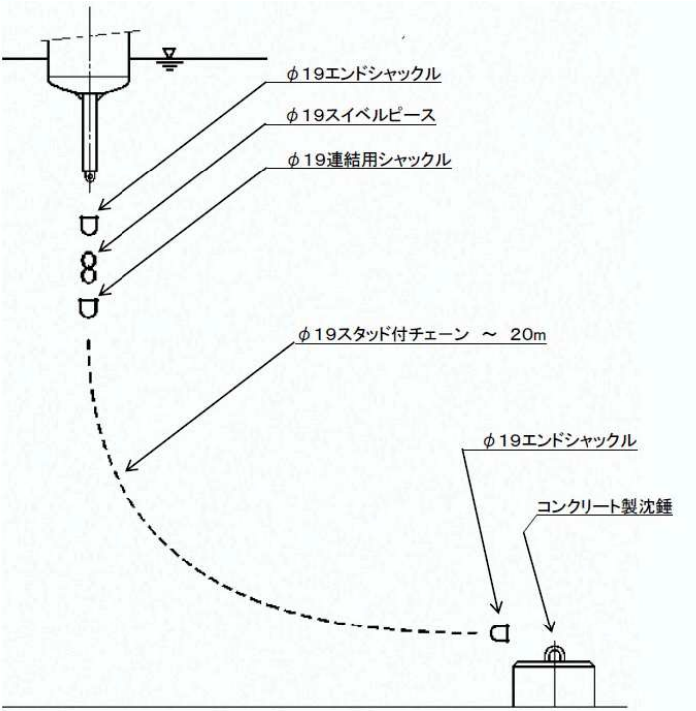 φ19エンドシャックル
φ19スイベルピース
φ19連結用シャックル
φ19スタッド付チェーン ～ 20m
φ19エンドシャックル
コンクリート製沈錘